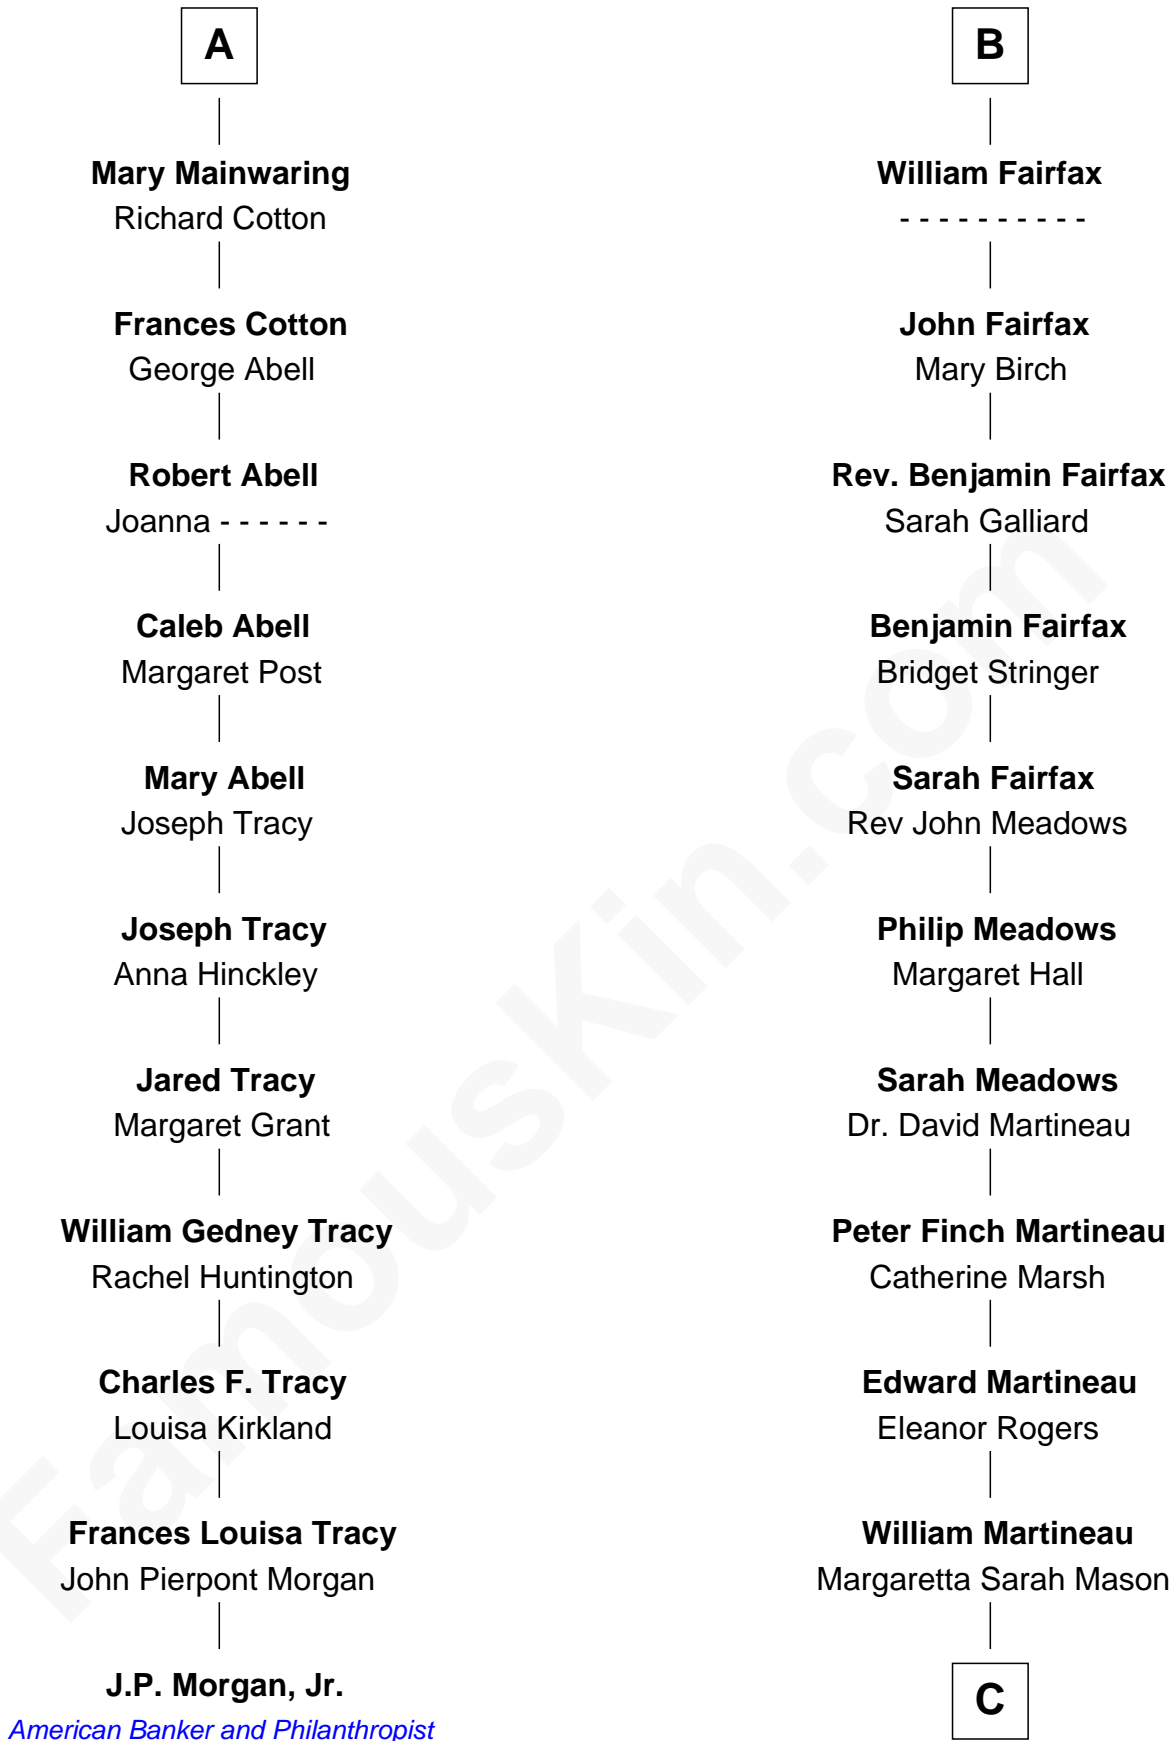 A
Mary Mainwaring
Richard Cotton
Frances Cotton
George Abell
Robert Abell
Joanna - - - - - -
Caleb Abell
Margaret Post
Mary Abell
Joseph Tracy
Joseph Tracy
Anna Hinckley
Jared Tracy
Margaret Grant
William Gedney Tracy
Rachel Huntington
Charles F. Tracy
Louisa Kirkland
Frances Louisa Tracy
John Pierpont Morgan
J.P. Morgan, Jr.
American Banker and Philanthropist
B
William Fairfax
- - - - - - - - - -
John Fairfax
Mary Birch
Rev. Benjamin Fairfax
Sarah Galliard
Benjamin Fairfax
Bridget Stringer
Sarah Fairfax
Rev John Meadows
Philip Meadows
Margaret Hall
Sarah Meadows
Dr. David Martineau
Peter Finch Martineau
Catherine Marsh
Edward Martineau
Eleanor Rogers
William Martineau
Margaretta Sarah Mason
C
FamousKin.com